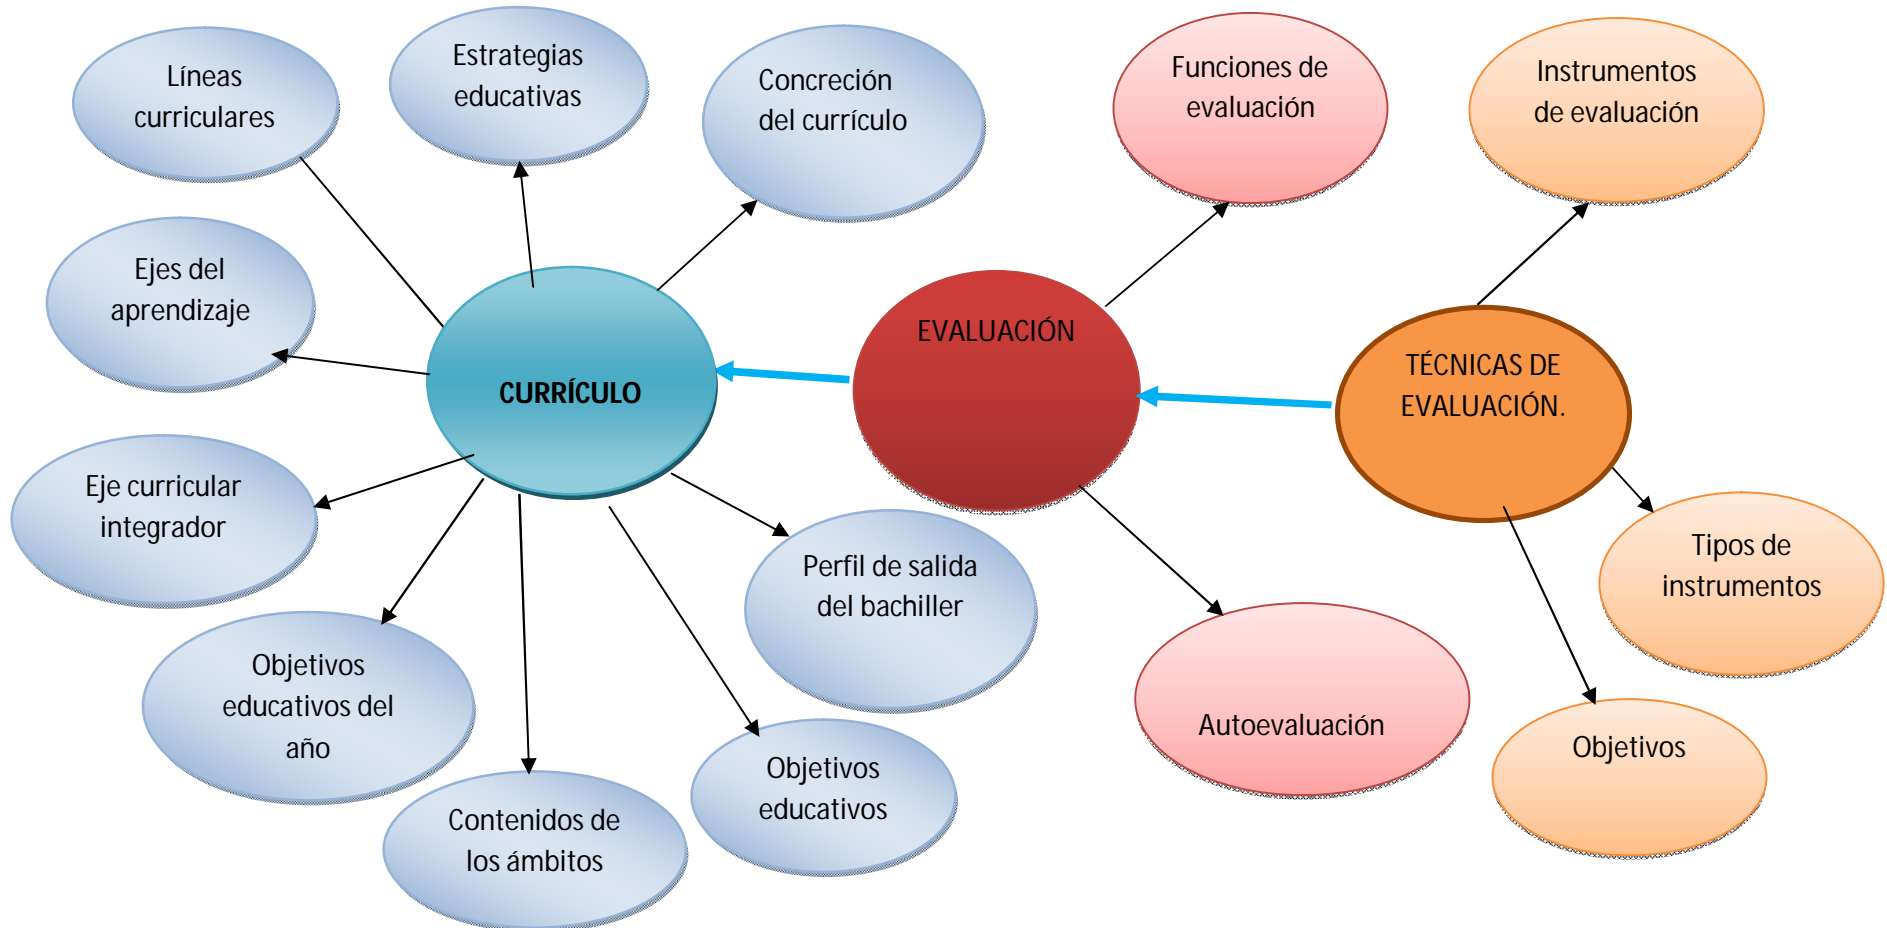 Líneas
curriculares
Estrategias
educativas
Concreción
del currículo
Funciones de
evaluación
Instrumentos
de evaluación
Ejes del
aprendizaje
CURRÍCULO
EVALUACIÓN
TÉCNICAS DE
EVALUACIÓN.
Eje curricular
integrador
Perfil de salida
del bachiller
Tipos de
instrumentos
Objetivos
educativos del
año
Contenidos de
los ámbitos
Objetivos
educativos
Autoevaluación
Objetivos